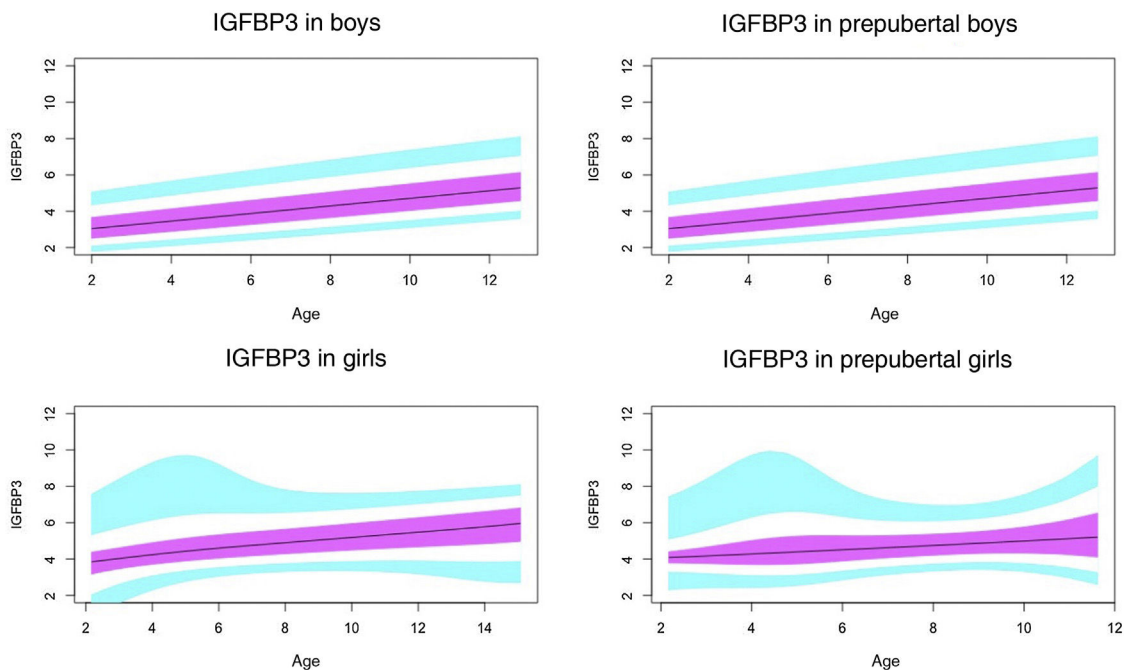 IGFBP3 in boys
IGFBP3
12
10
8
6
4
2
2 4 6 8 10 12
Age
IGFBP3 in prepubertal boys
IGFBP3
12
10
8
6
4
2
2 4 6 8 10 12
Age
IGFBP3 in girls
IGFBP3
12
10
8
6
4
2
2 4 6 8 10 12 14
Age
IGFBP3 in prepubertal girls
IGFBP3
12
10
8
6
4
2
2 4 6 8 10 12
Age